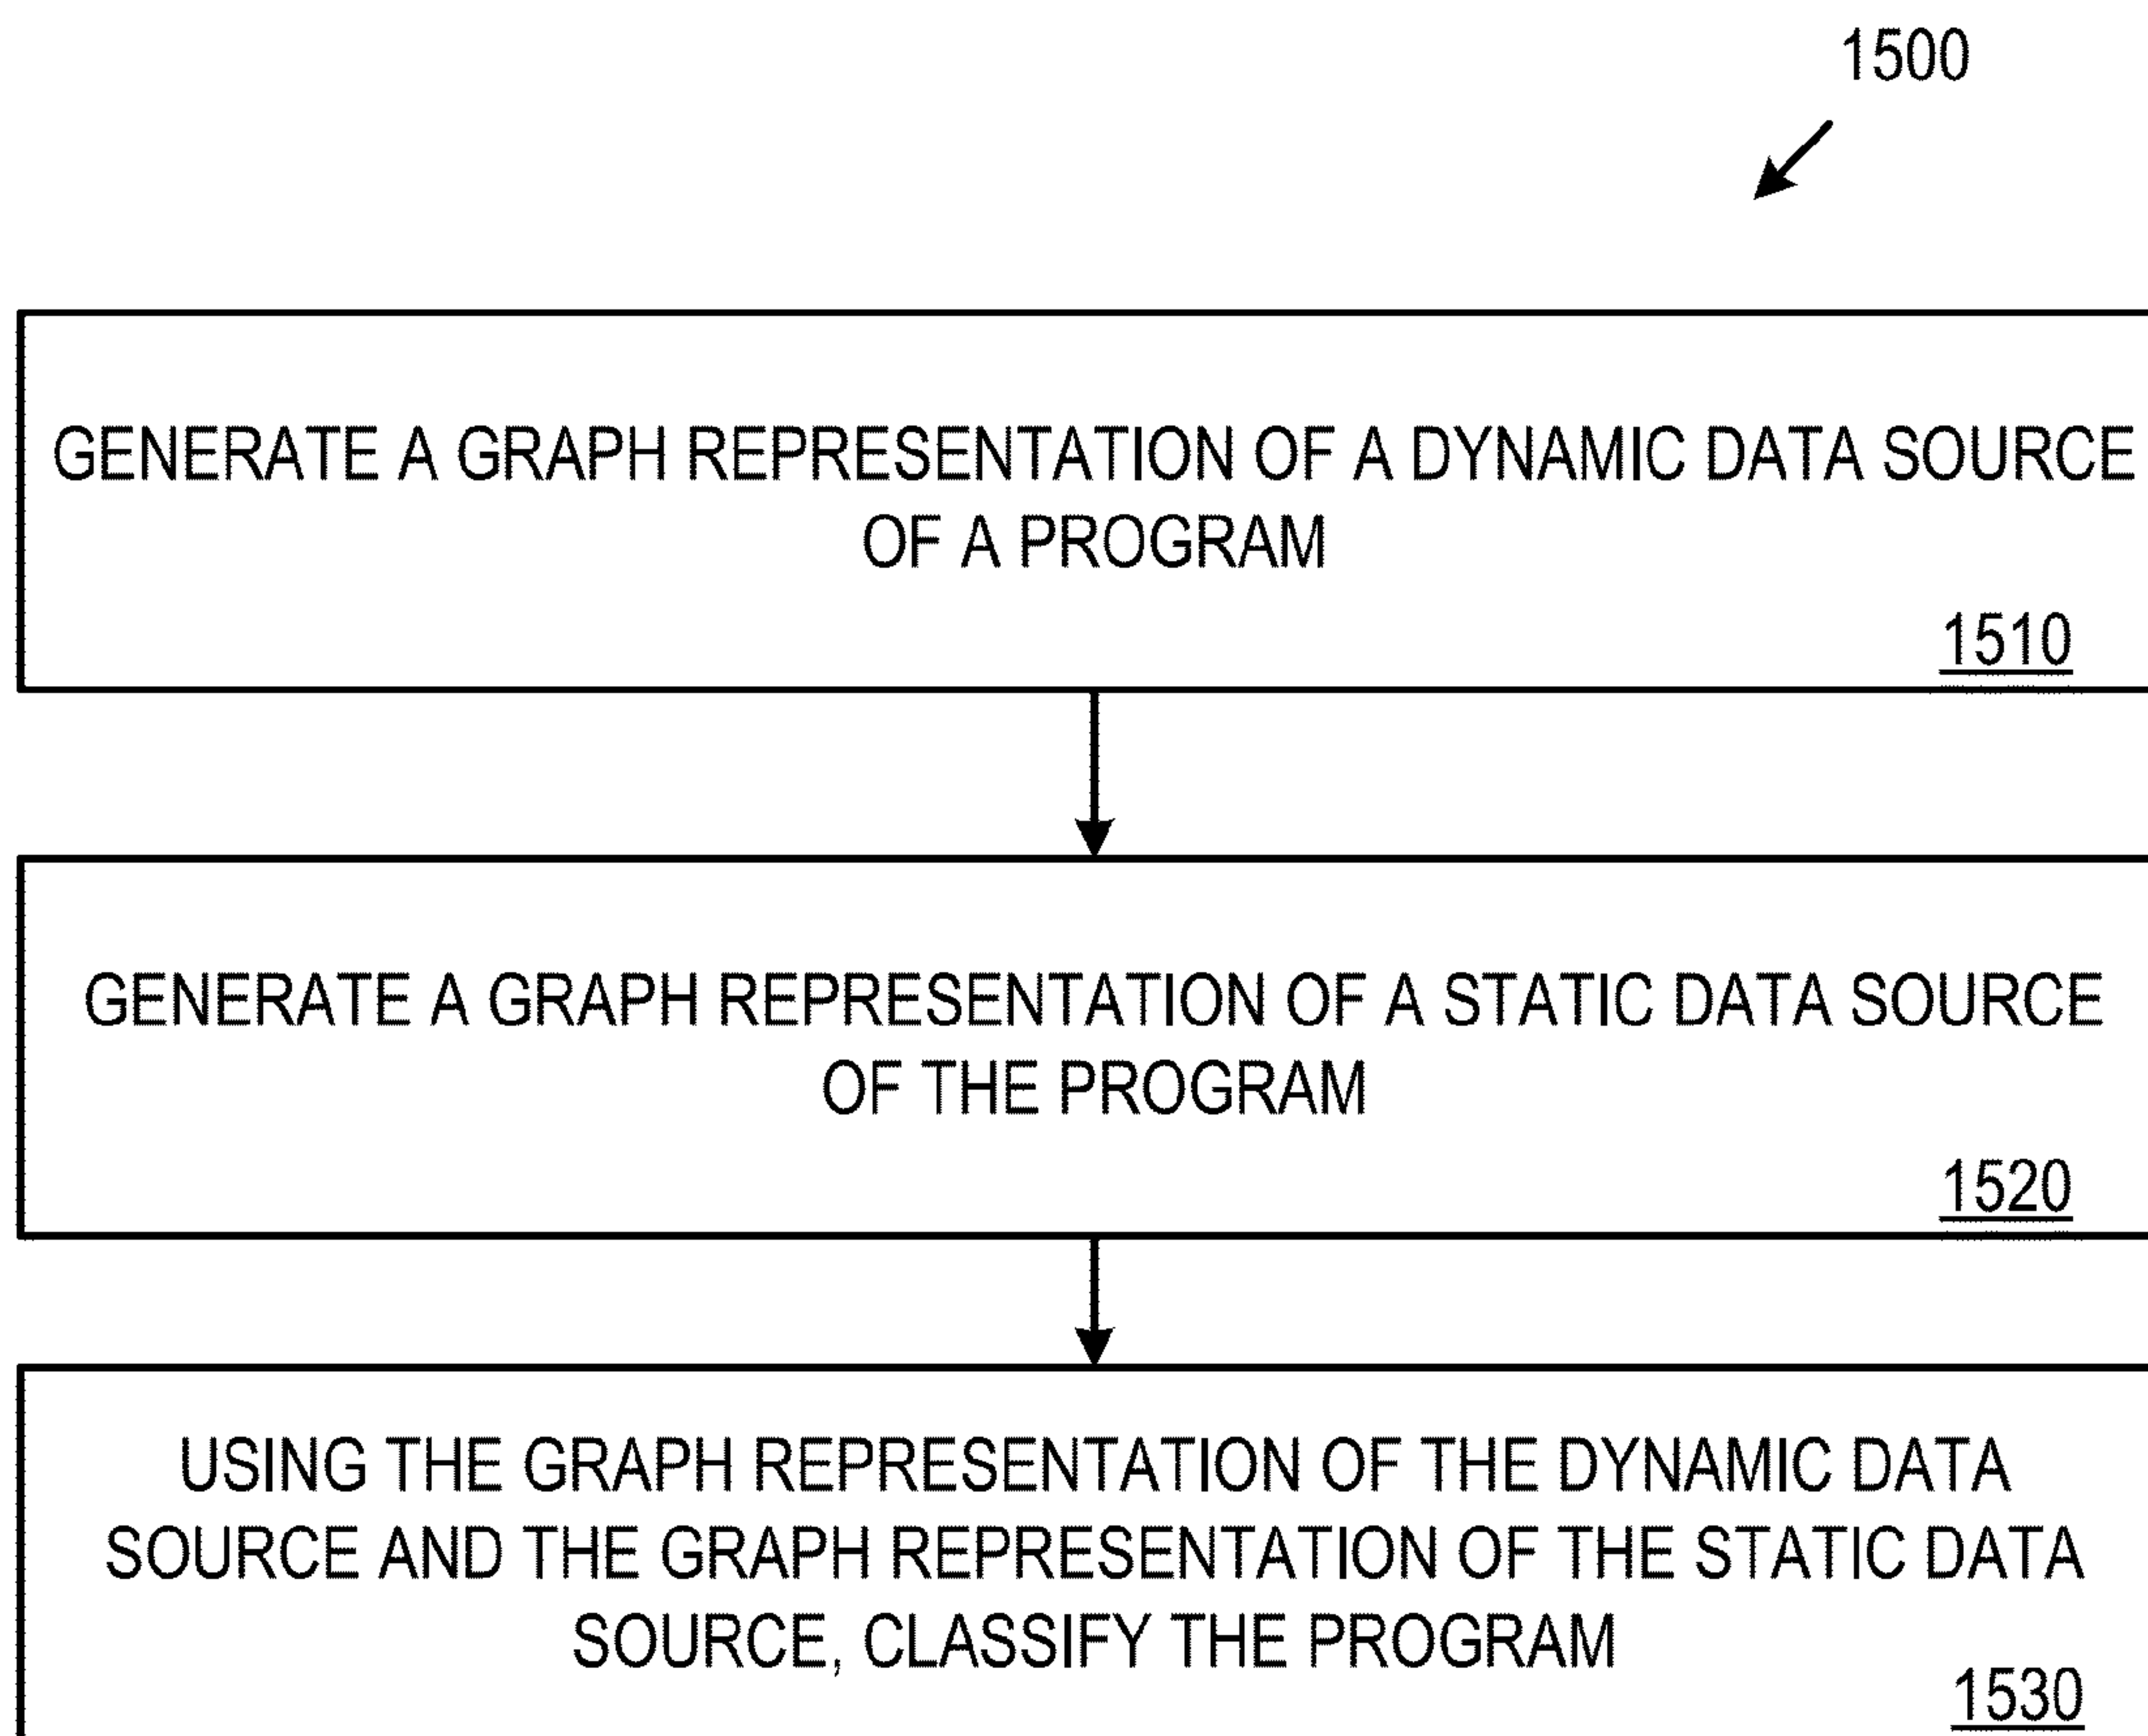 1500
GENERATE A GRAPH REPRESENTATION OF A DYNAMIC DATA SOURCE
OF A PROGRAM
1510
GENERATE A GRAPH REPRESENTATION OF A STATIC DATA SOURCE
OF THE PROGRAM
1520
USING THE GRAPH REPRESENTATION OF THE DYNAMIC DATA
SOURCE AND THE GRAPH REPRESENTATION OF THE STATIC DATA
SOURCE, CLASSIFY THE PROGRAM
1530